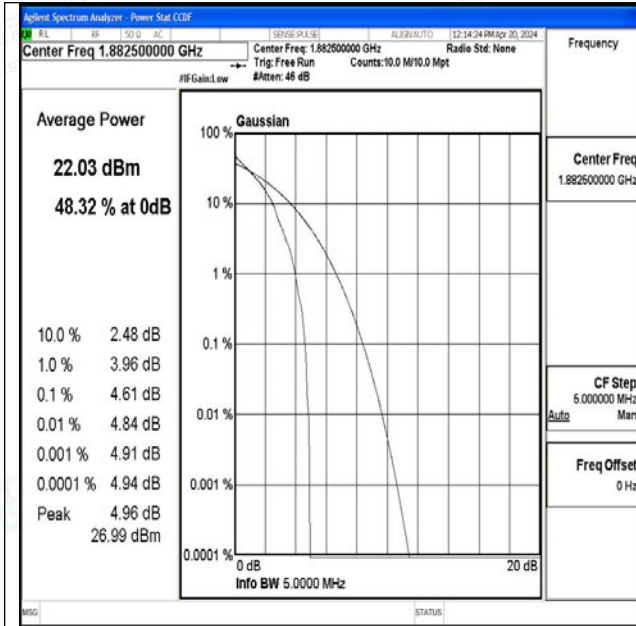 Agilent Spectrum Analyzer - Power Stat CCDF
RL RF 50 Ω AC SENSE:PULSE ALIGN AUTO 12:14:24 PM Apr 20, 2024
Center Freq 1.882500000 GHz
Center Freq: 1.882500000 GHz Radio Std: None
Trig: Free Run Counts:10.0 M/10.0 Mpt
#IFGain:Low #Atten: 46 dB
Frequency
Average Power
22.03 dBm
48.32 % at 0dB
10.0 % 2.48 dB
1.0 % 3.96 dB
0.1 % 4.61 dB
0.01 % 4.84 dB
0.001 % 4.91 dB
0.0001 % 4.94 dB
Peak 4.96 dB
26.99 dBm
Gaussian
100 %
10 %
1 %
0.1 %
0.01 %
0.001 %
0.0001 %
0 dB 20 dB
Info BW 5.0000 MHz
Center Freq
1.882500000 GHz
CF Step
5.000000 MHz
Auto Man
Freq Offset
0 Hz
MSG STATUS